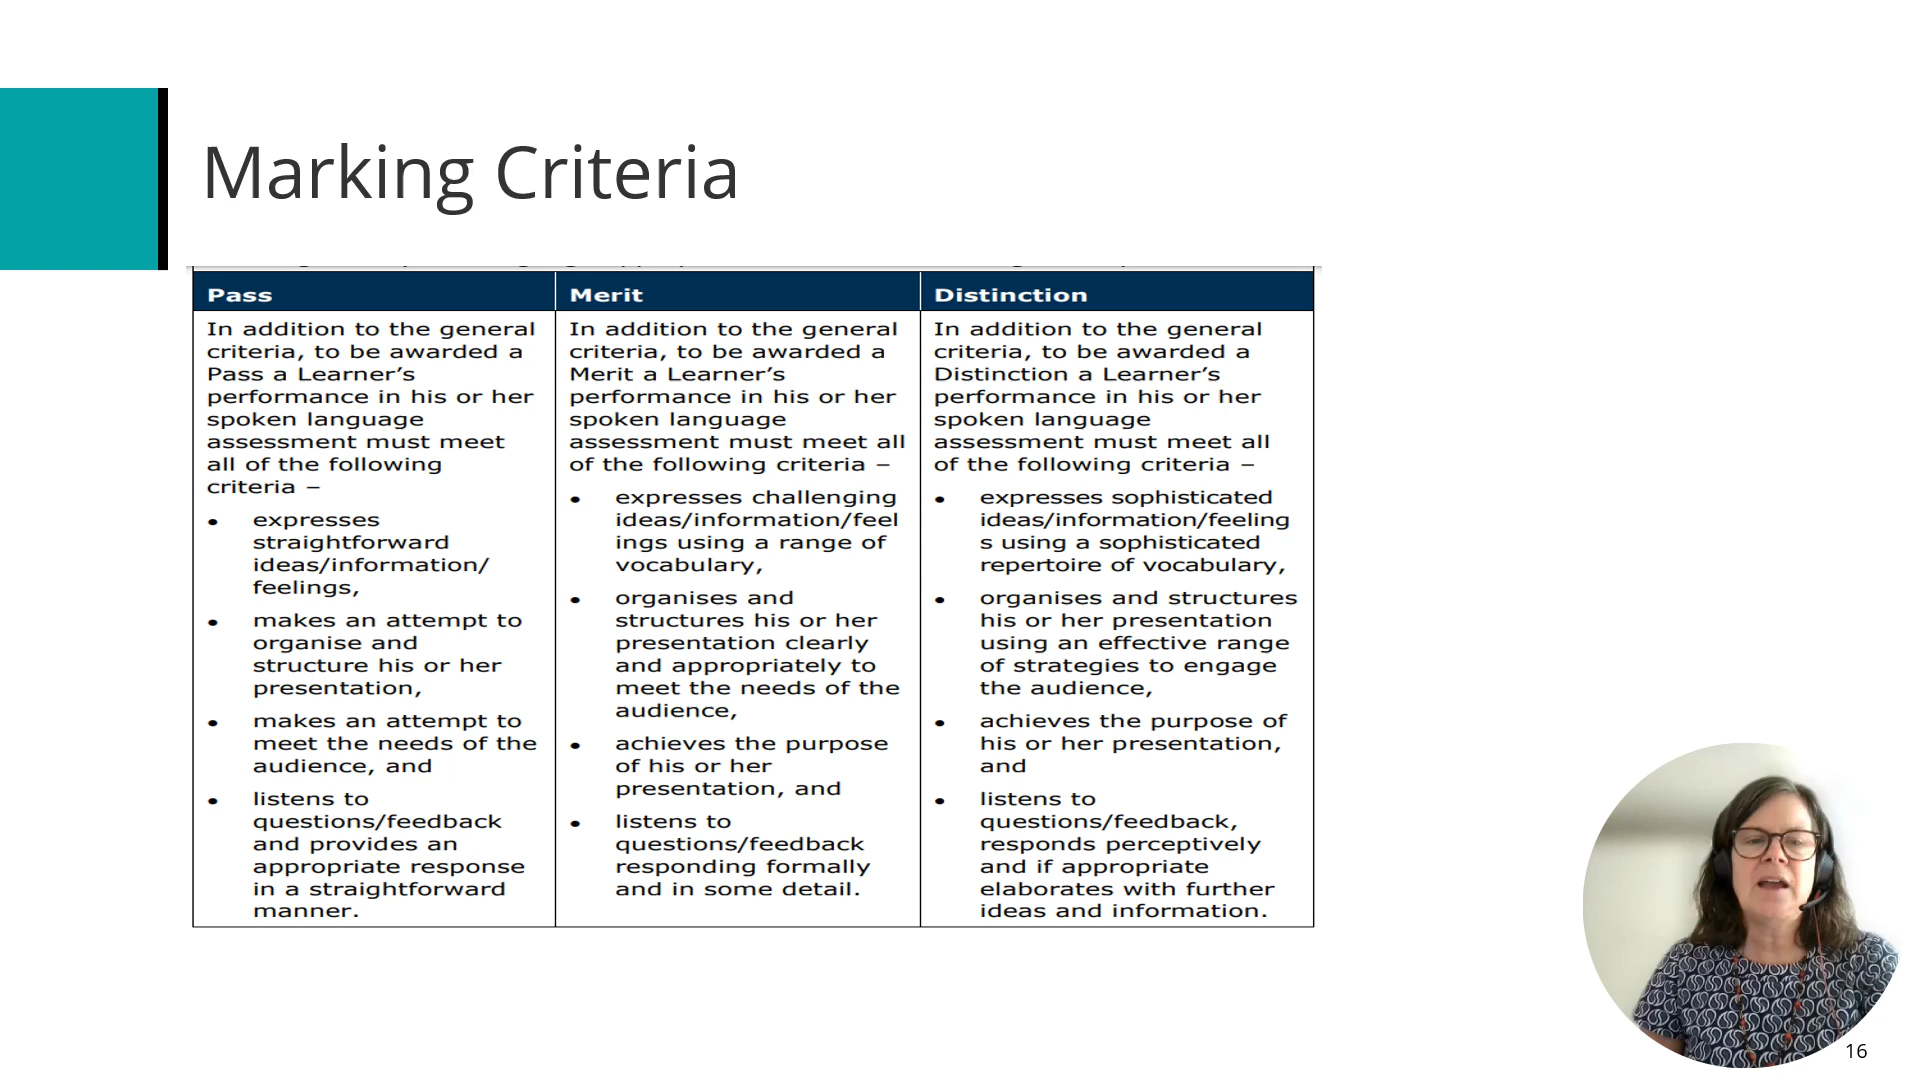 Marking Criteria
Pass
In addition to the general
criteria, to be awarded a
Pass a Learner’s
performance in his or her
spoken language
assessment must meet
all of the following
criteria –
• expresses
straightforward
ideas/information/
feelings,
• makes an attempt to
organise and
structure his or her
presentation,
• makes an attempt to
meet the needs of the
audience, and
• listens to
questions/feedback
and provides an
appropriate response
in a straightforward
manner.
Merit
In addition to the general
criteria, to be awarded a
Merit a Learner’s
performance in his or her
spoken language
assessment must meet all
of the following criteria –
• expresses challenging
ideas/information/feel
ings using a range of
vocabulary,
• organises and
structures his or her
presentation clearly
and appropriately to
meet the needs of the
audience,
• achieves the purpose
of his or her
presentation, and
• listens to
questions/feedback
responding formally
and in some detail.
Distinction
In addition to the general
criteria, to be awarded a
Distinction a Learner’s
performance in his or her
spoken language
assessment must meet all
of the following criteria –
• expresses sophisticated
ideas/information/feeling
s using a sophisticated
repertoire of vocabulary,
• organises and structures
his or her presentation
using an effective range
of strategies to engage
the audience,
• achieves the purpose of
his or her presentation,
and
• listens to
questions/feedback,
responds perceptively
and if appropriate
elaborates with further
ideas and information.
16